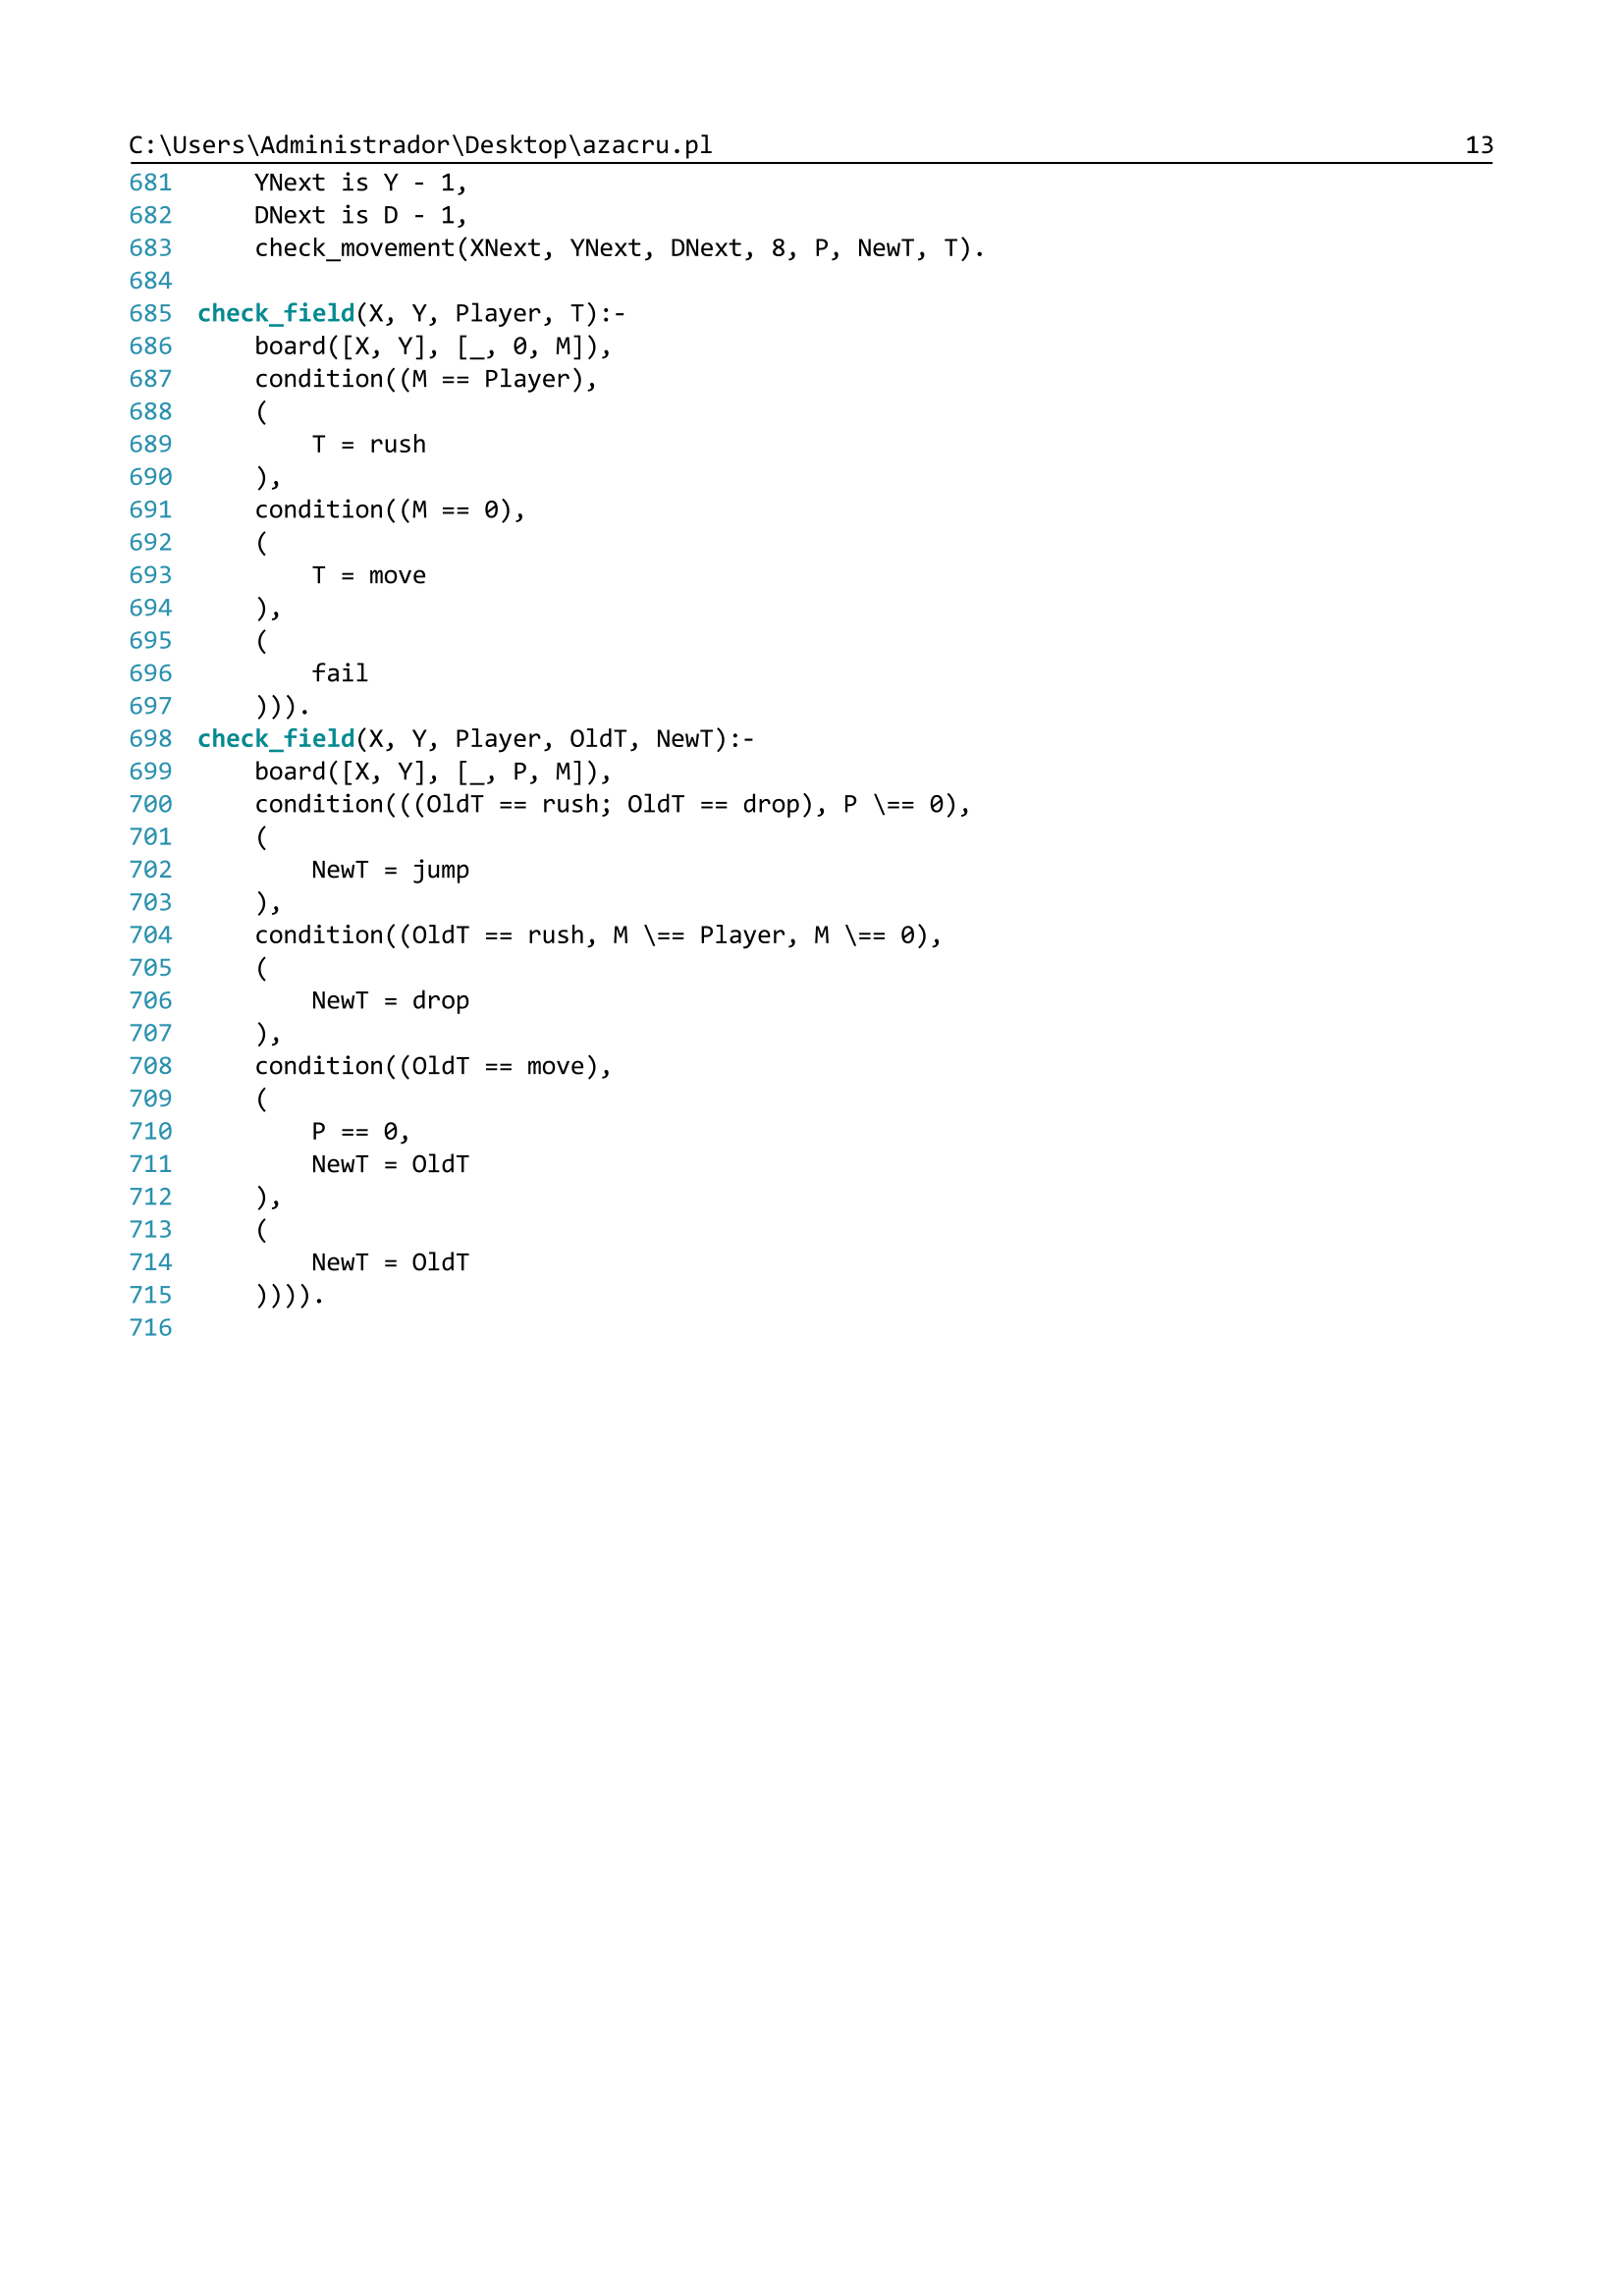 C:\Users\Administrador\Desktop\azacru.pl 13
681     YNext is Y - 1,
682     DNext is D - 1,
683     check_movement(XNext, YNext, DNext, 8, P, NewT, T).
684
685 check_field(X, Y, Player, T):-
686     board([X, Y], [_, 0, M]),
687     condition((M == Player),
688     (
689         T = rush
690     ),
691     condition((M == 0),
692     (
693         T = move
694     ),
695     (
696         fail
697     ))).
698 check_field(X, Y, Player, OldT, NewT):-
699     board([X, Y], [_, P, M]),
700     condition(((OldT == rush; OldT == drop), P \== 0),
701     (
702         NewT = jump
703     ),
704     condition((OldT == rush, M \== Player, M \== 0),
705     (
706         NewT = drop
707     ),
708     condition((OldT == move),
709     (
710         P == 0,
711         NewT = OldT
712     ),
713     (
714         NewT = OldT
715     )))).
716